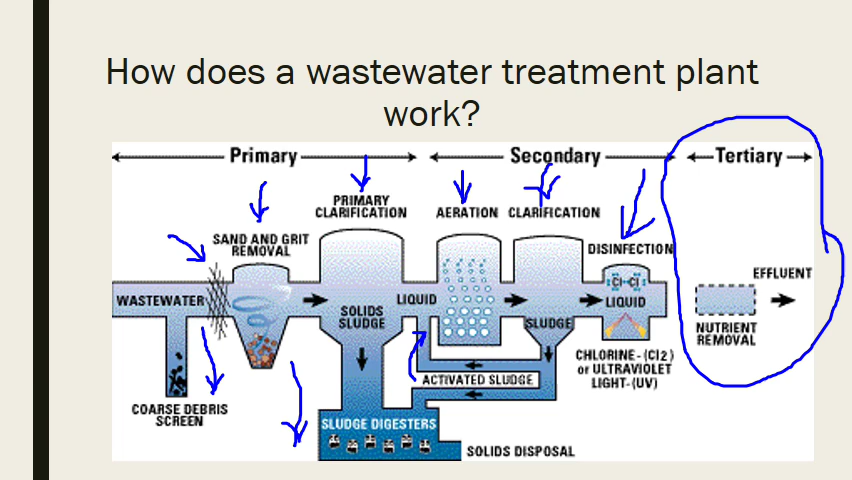 How does a wastewater treatment plant
work?
Primary
Secondary
Tertiary
PRIMARY
CLARIFICATION
AERATION
CLARIFICATION
SAND AND GRIT
REMOVAL
DISINFECTION
EFFLUENT
WASTEWATER
SOLIDS
SLUDGE
LIQUID
SLUDGE
Cl-Cl
LIQUID
NUTRIENT
REMOVAL
CHLORINE-(Cl2)
or ULTRAVIOLET
LIGHT-(UV)
ACTIVATED SLUDGE
COARSE DEBRIS
SCREEN
SLUDGE DIGESTERS
SOLIDS DISPOSAL